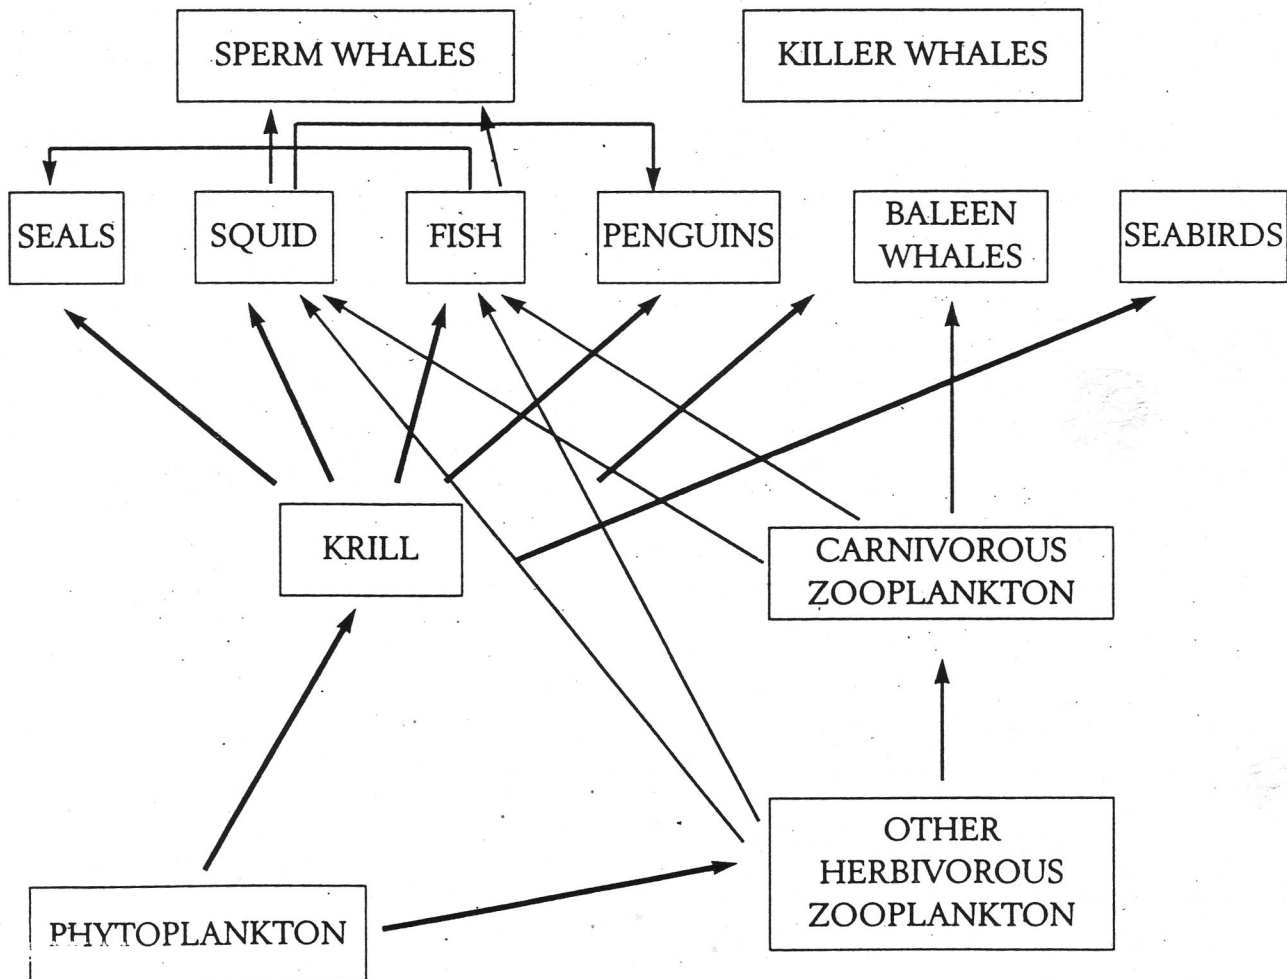 SPERM WHALES
KILLER WHALES
SEALS
SQUID
FISH
PENGUINS
BALEEN
WHALES
SEABIRDS
KRILL
CARNIVOROUS
ZOOPLANKTON
OTHER
HERBIVOROUS
ZOOPLANKTON
PHYTOPLANKTON